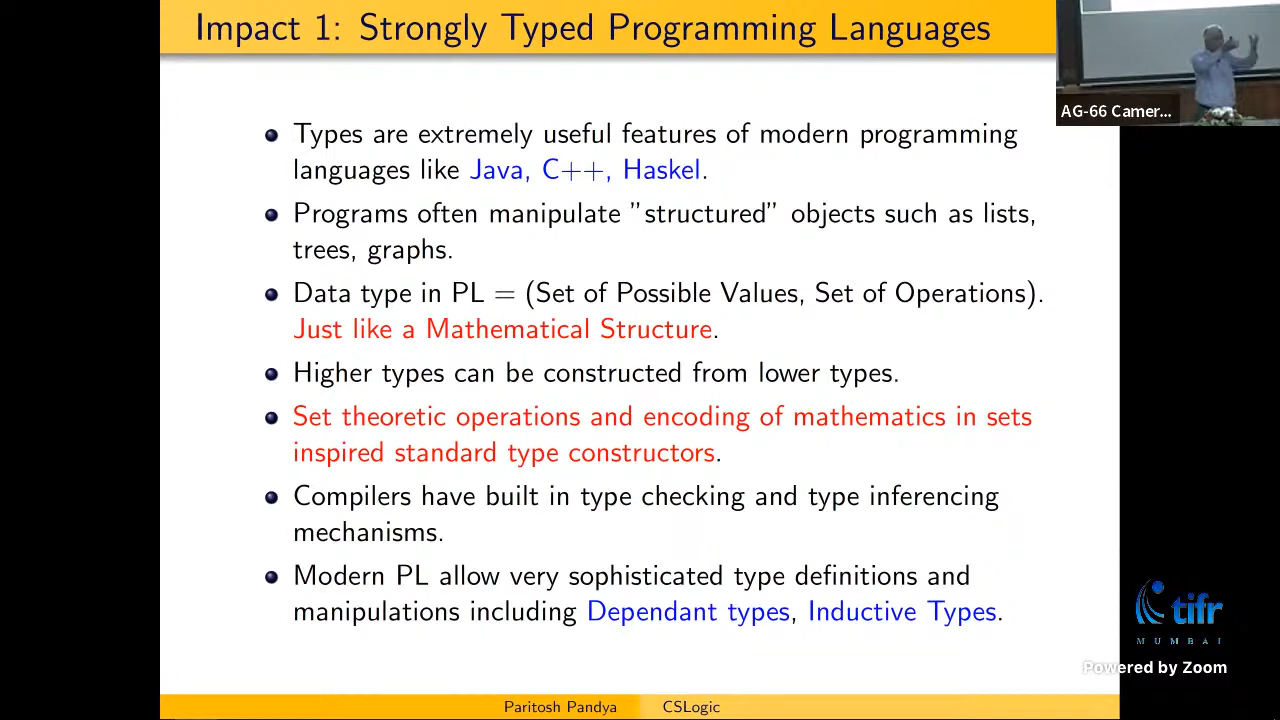 Impact 1: Strongly Typed Programming Languages
AG-66 Camer...
Types are extremely useful features of modern programming
languages like Java, C++, Haskel.
Programs often manipulate ”structured” objects such as lists,
trees, graphs.
Data type in PL = (Set of Possible Values, Set of Operations).
Just like a Mathematical Structure.
Higher types can be constructed from lower types.
Set theoretic operations and encoding of mathematics in sets
inspired standard type constructors.
Compilers have built in type checking and type inferencing
mechanisms.
Modern PL allow very sophisticated type definitions and
manipulations including Dependant types, Inductive Types.
tifr
MUMBAI
Powered by Zoom
Paritosh Pandya
CSLogic